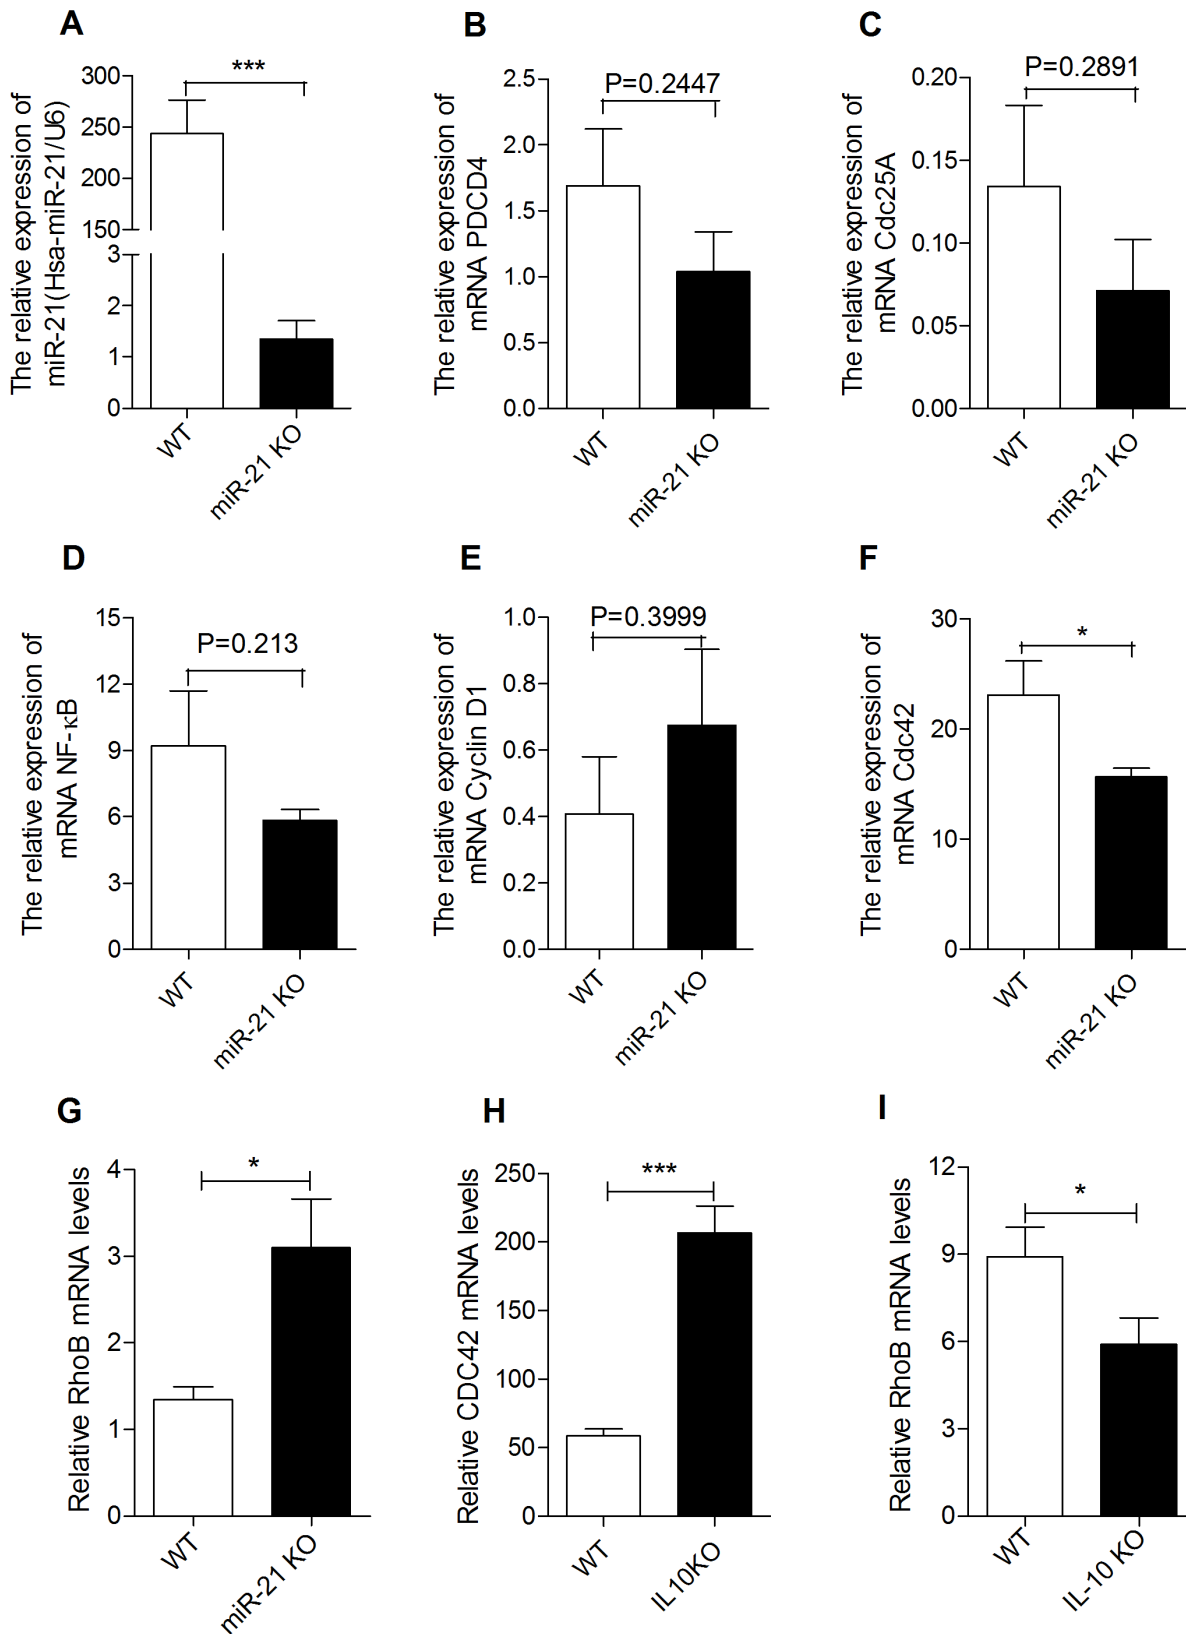 A
The relative expression of
miR-21(Hsa-miR-21/U6)
300
250
200
150
3
2
1
0
***
WT
miR-21 KO
B
The relative expression of
mRNA PDCD4
2.5
2.0
1.5
1.0
0.5
0.0
P=0.2447
WT
miR-21 KO
C
The relative expression of
mRNA Cdc25A
0.20
0.15
0.10
0.05
0.00
P=0.2891
WT
miR-21 KO
D
The relative expression of
mRNA NF-κB
15
12
9
6
3
0
P=0.213
WT
miR-21 KO
E
The relative expression of
mRNA Cyclin D1
1.0
0.8
0.6
0.4
0.2
0.0
P=0.3999
WT
miR-21 KO
F
The relative expression of
mRNA Cdc42
30
20
10
0
*
WT
miR-21 KO
G
Relative RhoB mRNA levels
4
3
2
1
0
*
WT
miR-21 KO
H
Relative CDC42 mRNA levels
250
200
150
100
50
0
***
WT
IL10KO
I
Relative RhoB mRNA levels
12
9
6
3
0
*
WT
IL-10 KO